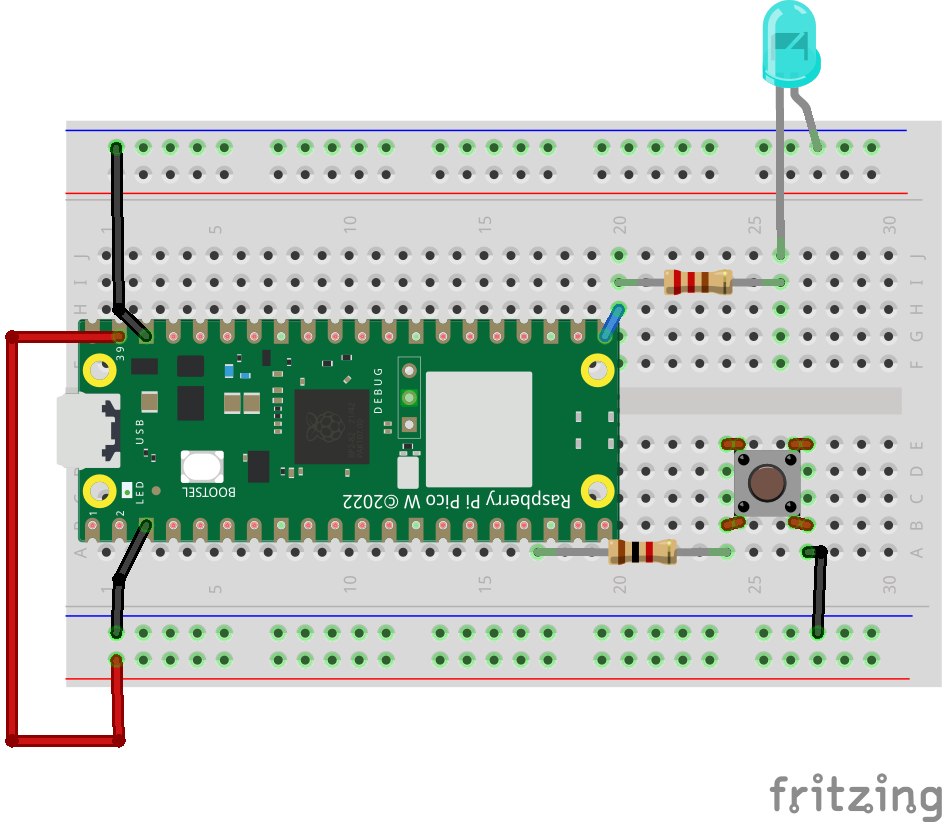 1 5 10 15 20 25 30
J J
I I
H H
G
F
39
DEBUG
USB
E E
D
C
BOOTSEL
LED
Raspberry Pi Pico W ©2022
1 2
B
A A
1 5 10 15 20 25 30
fritzing